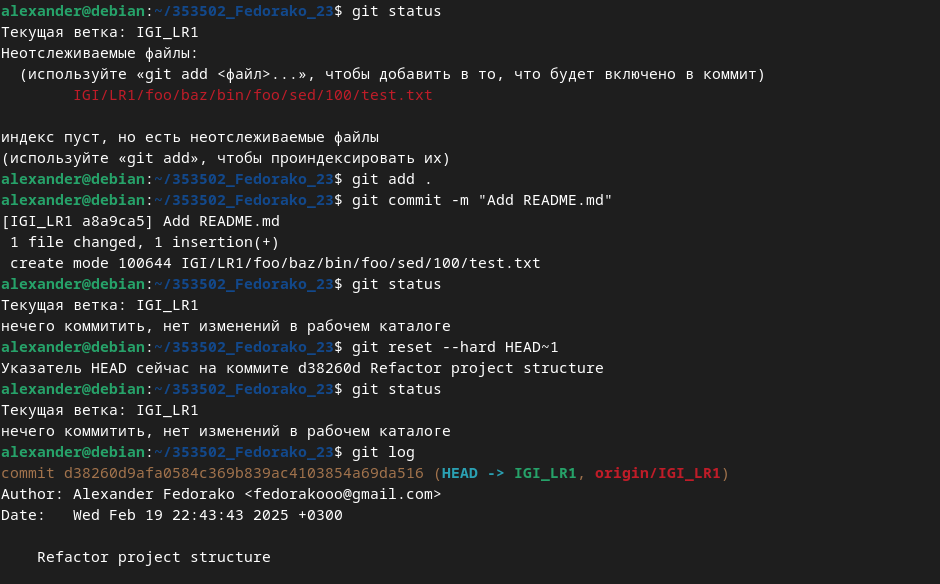 alexander@debian:~/353502_Fedorako_23$ git status
Текущая ветка: IGI_LR1
Неотслеживаемые файлы:
  (используйте «git add <файл>...», чтобы добавить в то, что будет включено в коммит)
        IGI/LR1/foo/baz/bin/foo/sed/100/test.txt

индекс пуст, но есть неотслеживаемые файлы
(используйте «git add», чтобы проиндексировать их)
alexander@debian:~/353502_Fedorako_23$ git add .
alexander@debian:~/353502_Fedorako_23$ git commit -m "Add README.md"
[IGI_LR1 a8a9ca5] Add README.md
 1 file changed, 1 insertion(+)
 create mode 100644 IGI/LR1/foo/baz/bin/foo/sed/100/test.txt
alexander@debian:~/353502_Fedorako_23$ git status
Текущая ветка: IGI_LR1
нечего коммитить, нет изменений в рабочем каталоге
alexander@debian:~/353502_Fedorako_23$ git reset --hard HEAD~1
Указатель HEAD сейчас на коммите d38260d Refactor project structure
alexander@debian:~/353502_Fedorako_23$ git status
Текущая ветка: IGI_LR1
нечего коммитить, нет изменений в рабочем каталоге
alexander@debian:~/353502_Fedorako_23$ git log
commit d38260d9afa0584c369b839ac4103854a69da516 (HEAD -> IGI_LR1, origin/IGI_LR1)
Author: Alexander Fedorako <fedorakooo@gmail.com>
Date:   Wed Feb 19 22:43:43 2025 +0300

    Refactor project structure